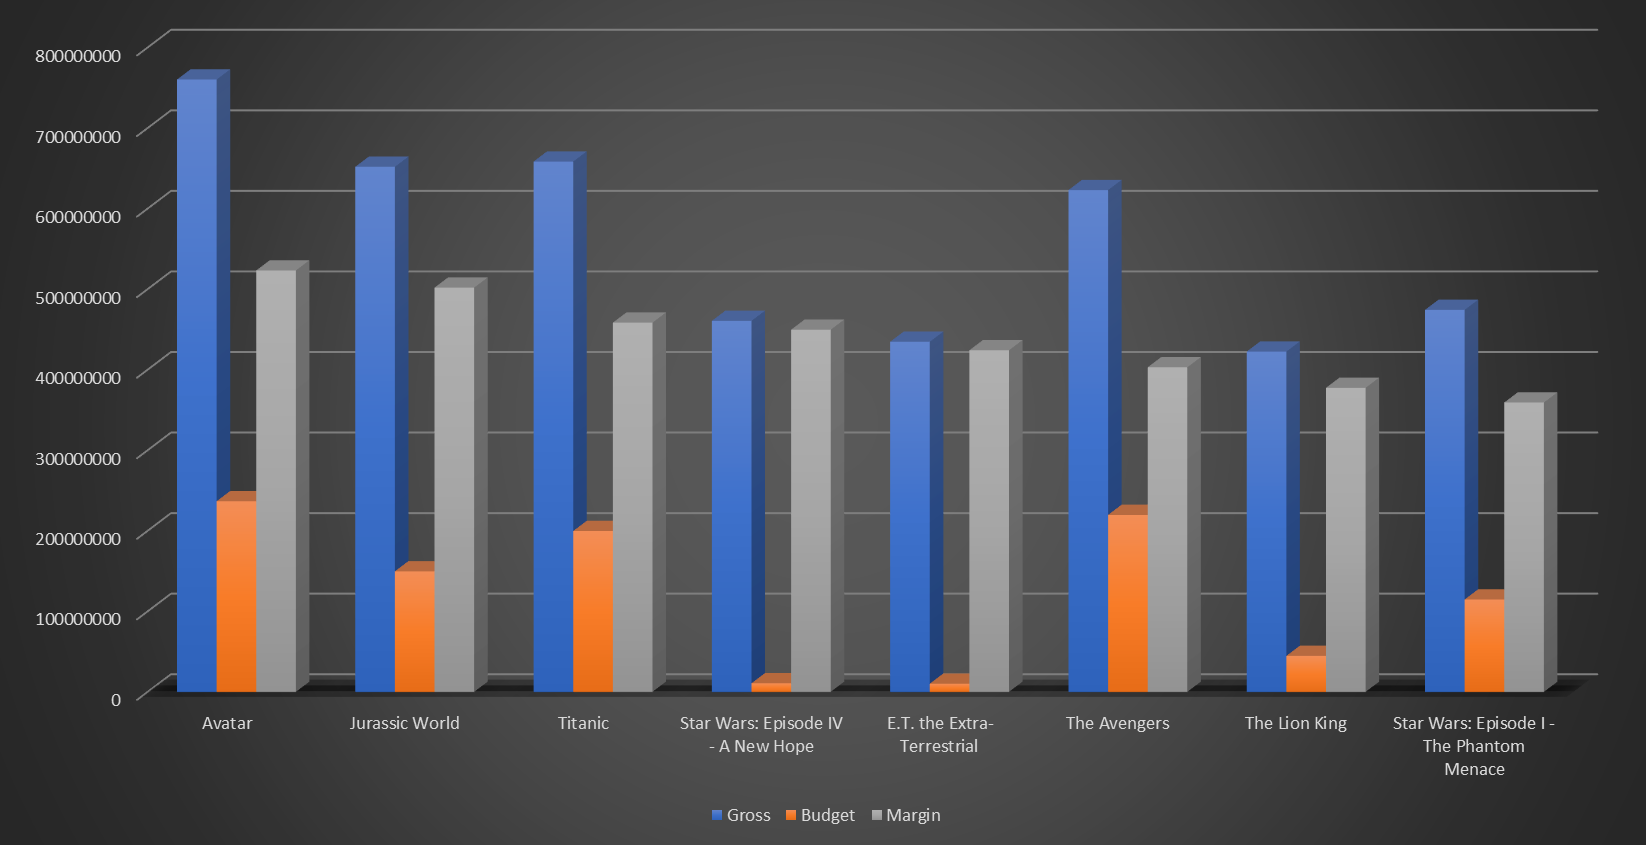 800000000
700000000
600000000
500000000
400000000
300000000
200000000
100000000
0
Avatar
Jurassic World
Titanic
Star Wars: Episode IV
- A New Hope
E.T. the Extra-
Terrestrial
The Avengers
The Lion King
Star Wars: Episode I -
The Phantom
Menace
Gross
Budget
Margin